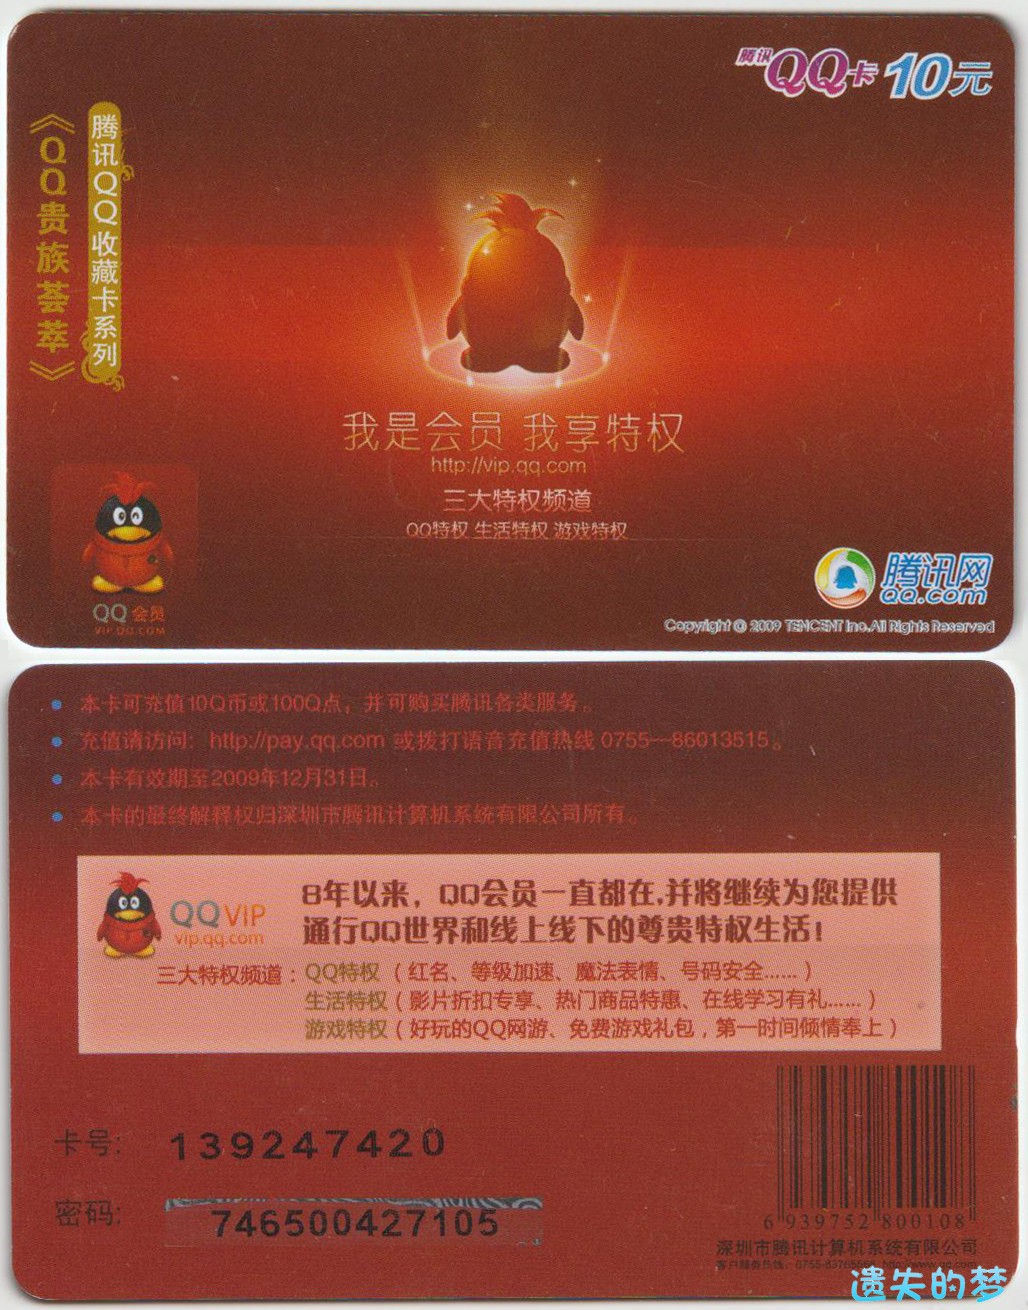 腾讯QQ卡 10元
腾讯QQ收藏卡系列
《QQ贵族荟萃》
我是会员 我享特权
http://vip.qq.com
三大特权频道
QQ特权 生活特权 游戏特权
QQ会员
VIP.QQ.COM
腾讯网
QQ.com
Copyright © 2009 TENCENT Inc.All Rights Reserved
本卡可充值10Q币或100Q点，并可购买腾讯各类服务。
充值请访问：http://pay.qq.com 或拨打语音充值热线 0755—86013515。
本卡有效期至2009年12月31日。
本卡的最终解释权归深圳市腾讯计算机系统有限公司所有。
QQVIP
vip.qq.com
8年以来，QQ会员一直都在,并将继续为您提供
通行QQ世界和线上线下的尊贵特权生活！
三大特权频道：QQ特权（红名、等级加速、魔法表情、号码安全......）
生活特权（影片折扣专享、热门商品特惠、在线学习有礼......）
游戏特权（好玩的QQ网游、免费游戏礼包，第一时间倾情奉上）
卡号: 139247420
密码: 746500427105
6 939752 800108
深圳市腾讯计算机系统有限公司
客户服务热线: 0755-83765566 http://www.qq.com
遗失的梦